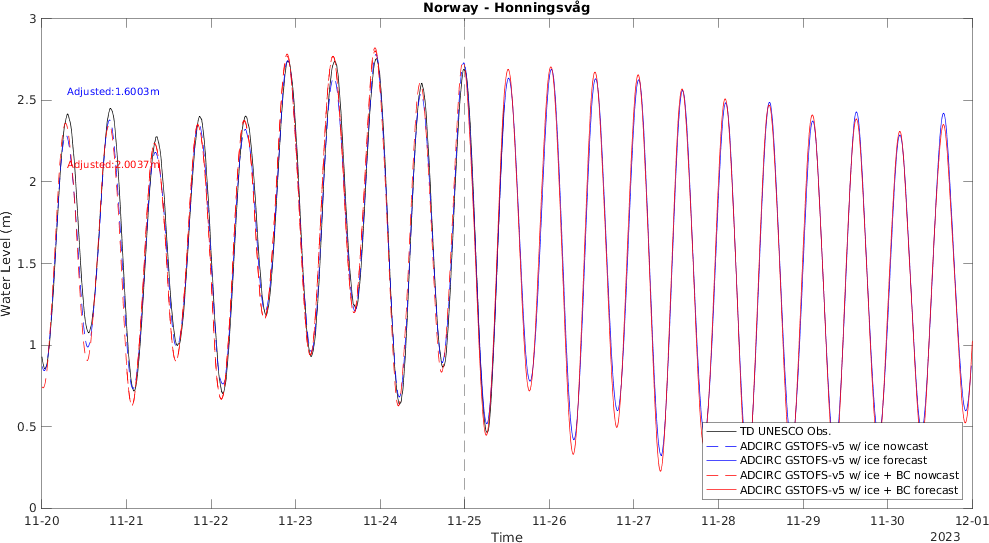 Norway - Honningsvåg
3
2.5
2
1.5
1
0.5
0
Water Level (m)
Adjusted:1.6003m
Adjusted:2.0037m
TD UNESCO Obs.
ADCIRC GSTOFS-v5 w/ ice nowcast
ADCIRC GSTOFS-v5 w/ ice forecast
ADCIRC GSTOFS-v5 w/ ice + BC nowcast
ADCIRC GSTOFS-v5 w/ ice + BC forecast
11-20 11-21 11-22 11-23 11-24 11-25 11-26 11-27 11-28 11-29 11-30 12-01
Time
2023